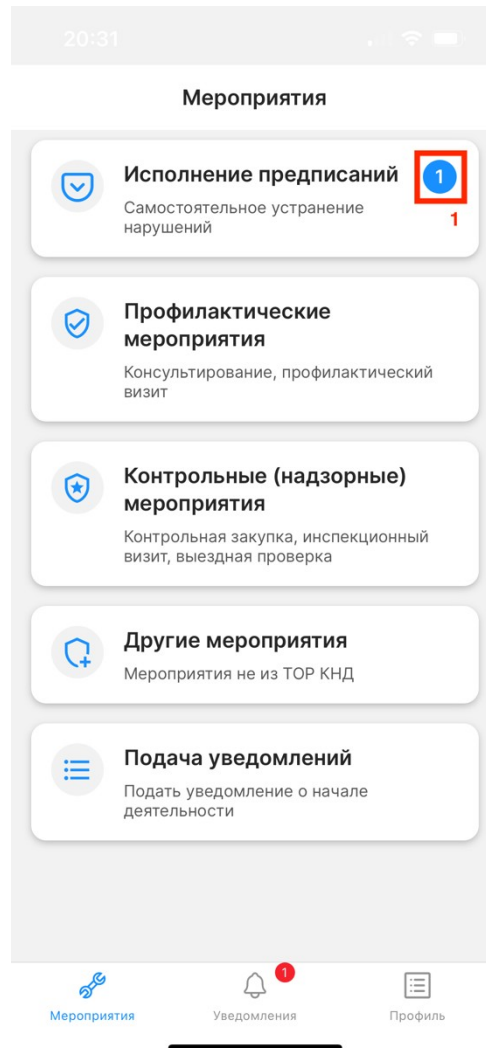 20:31
Мероприятия
Исполнение предписаний
1
Самостоятельное устранение
нарушений
1
Профилактические
мероприятия
Консультирование, профилактический
визит
Контрольные (надзорные)
мероприятия
Контрольная закупка, инспекционный
визит, выездная проверка
Другие мероприятия
Мероприятия не из ТОР КНД
Подача уведомлений
Подать уведомление о начале
деятельности
1
Мероприятия
Уведомления
Профиль